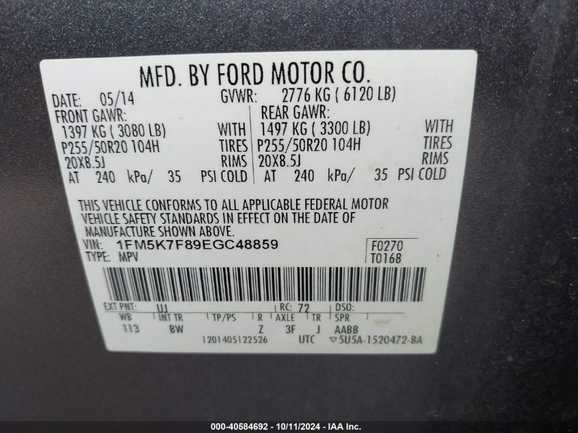 MFD. BY FORD MOTOR CO.
DATE: 05/14 GVWR: 2776 KG ( 6120 LB)
FRONT GAWR: REAR GAWR:
1397 KG ( 3080 LB) WITH 1497 KG ( 3300 LB) WITH
P255/50R20 104H TIRES P255/50R20 104H TIRES
20X8.5J RIMS 20X8.5J RIMS
AT 240 kPa/ 35 PSI COLD AT 240 kPa/ 35 PSI COLD
THIS VEHICLE CONFORMS TO ALL APPLICABLE FEDERAL MOTOR
VEHICLE SAFETY STANDARDS IN EFFECT ON THE DATE OF
MANUFACTURE SHOWN ABOVE.
VIN: 1FM5K7F89EGC48859 F0270
TYPE: MPV T0168
EXT PNT: UJ RC: 72 DSO:
WB INT TR TP/PS R AXLE TR SPR
113 BW Z 3F J AABB
1201405122526 UTC ▽5U5A-1520472-BA
000-40584692 - 10/11/2024 - IAA Inc.